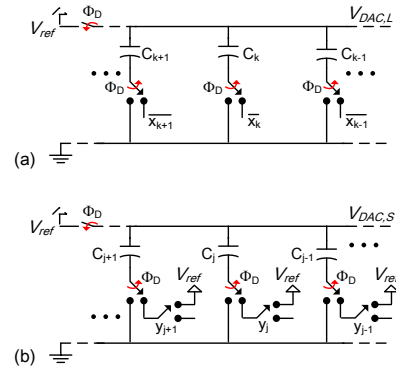 Φ_D V_DAC,L
V_ref
C_k+1 C_k C_k-1
Φ_D Φ_D Φ_D
x̅_k+1 x̅_k x̅_k-1
(a)
Φ_D V_DAC,S
V_ref
C_j+1 C_j C_j-1
Φ_D V_ref Φ_D V_ref Φ_D V_ref
y_j+1 y_j y_j-1
(b)